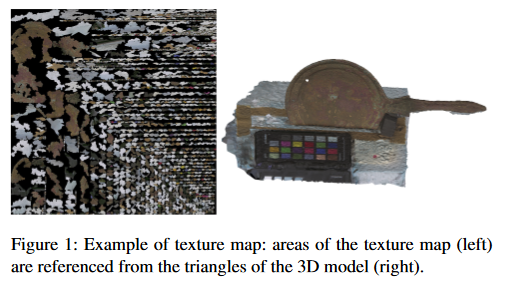 Figure 1: Example of texture map: areas of the texture map (left)
are referenced from the triangles of the 3D model (right).